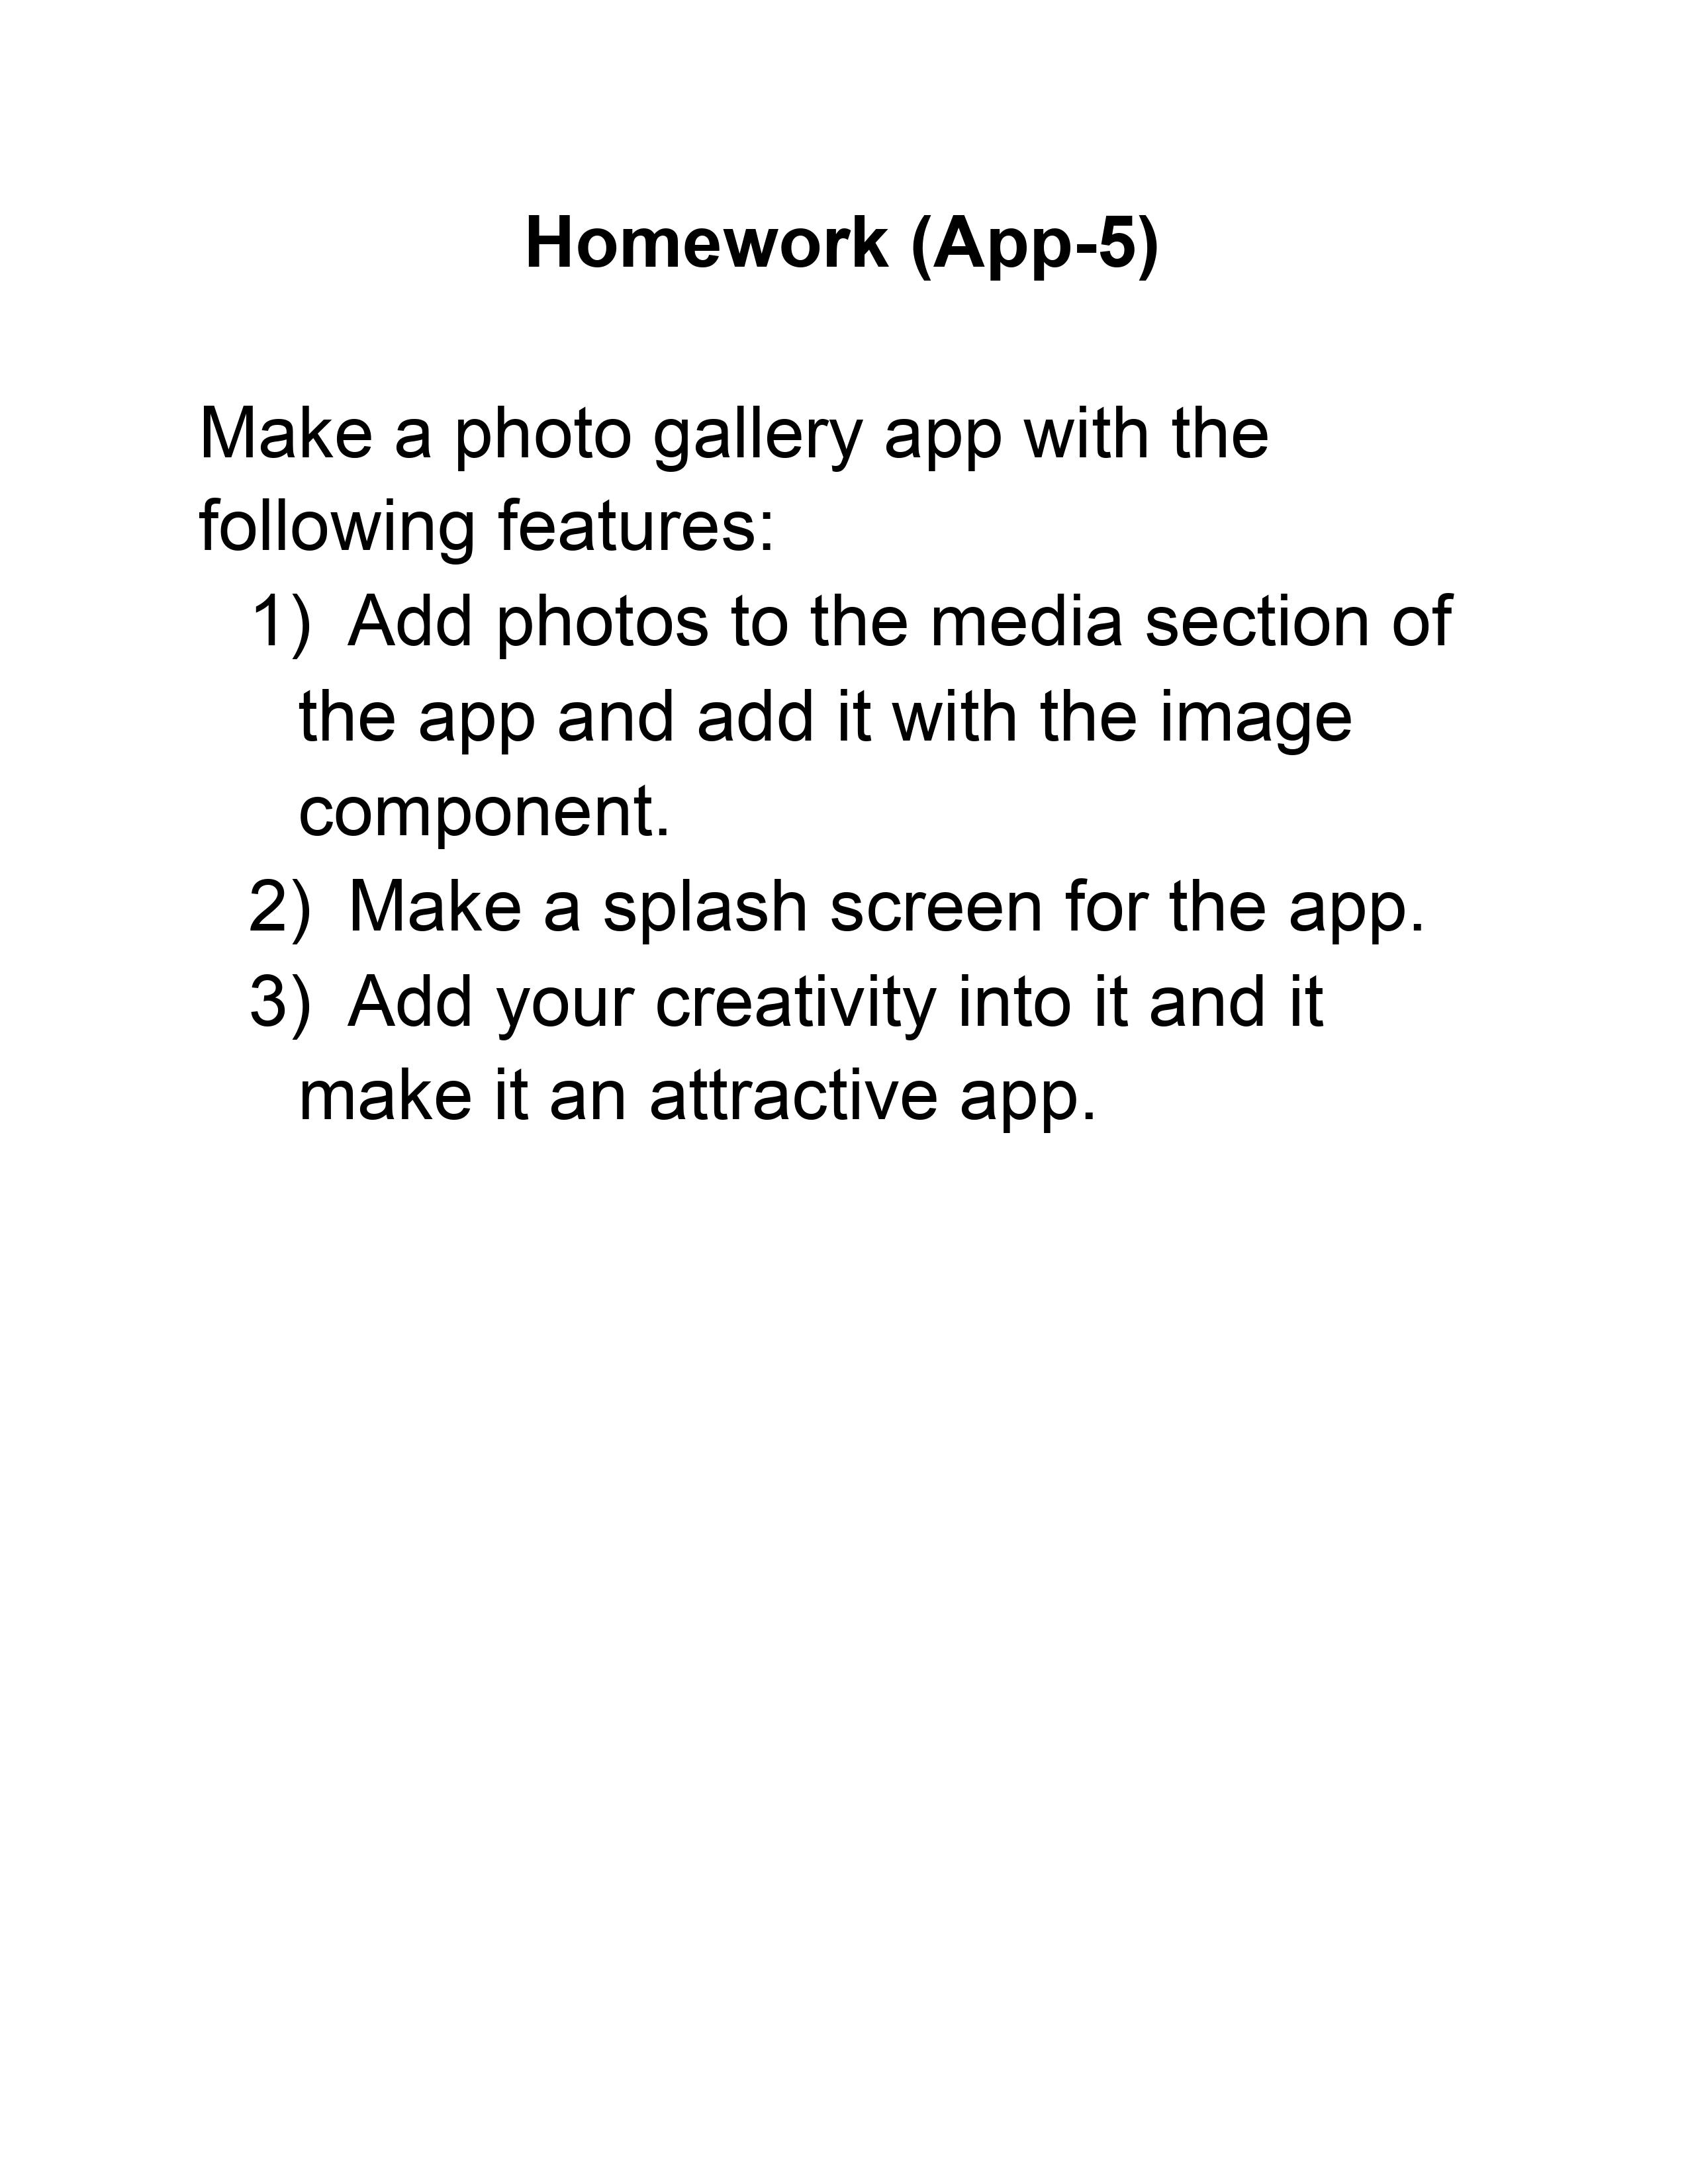 Homework (App-5)
Make a photo gallery app with the
following features:
1) Add photos to the media section of
the app and add it with the image
component.
2) Make a splash screen for the app.
3) Add your creativity into it and it
make it an attractive app.